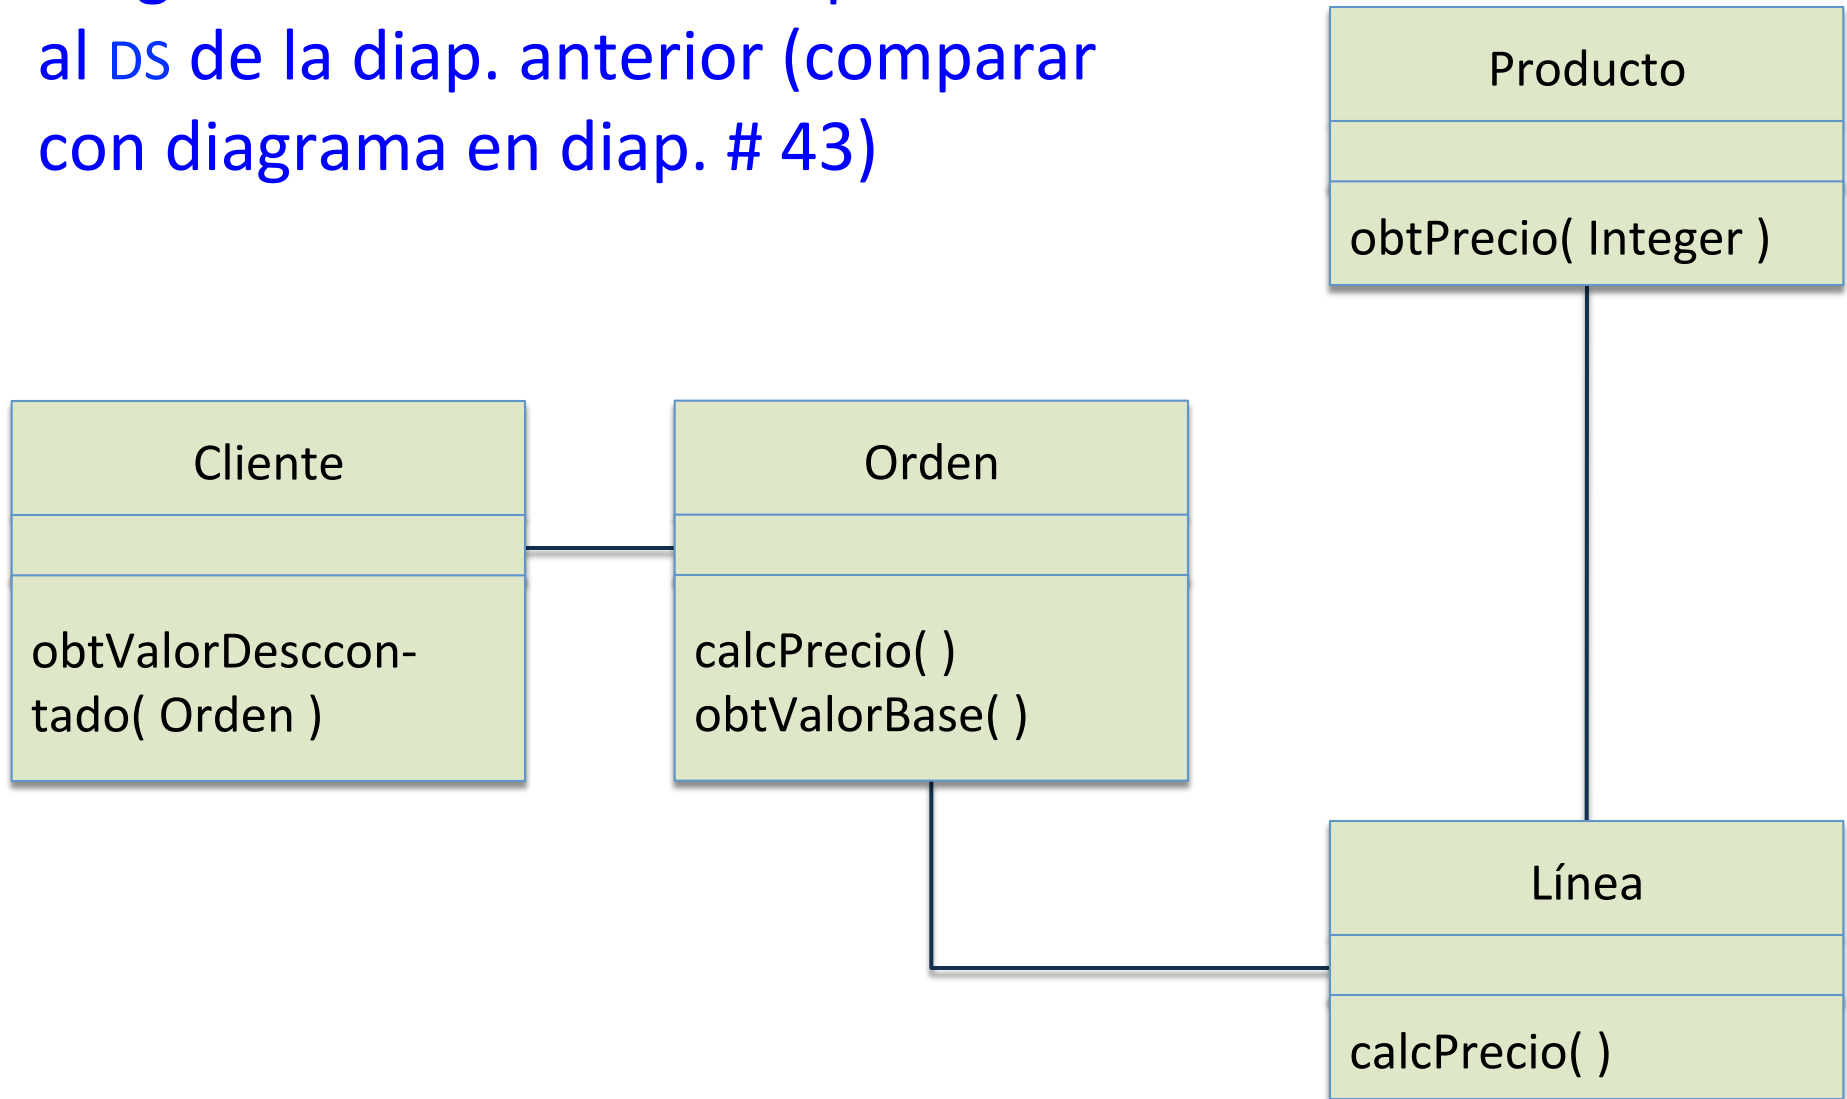 al DS de la diap. anterior (comparar
con diagrama en diap. # 43)
Producto
obtPrecio( Integer )
Cliente
obtValorDesccon-
tado( Orden )
Orden
calcPrecio( )
obtValorBase( )
Línea
calcPrecio( )